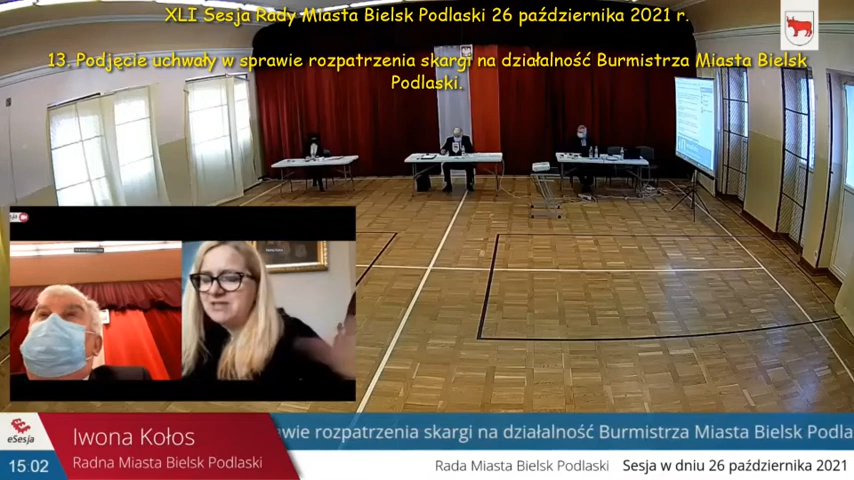 XLI Sesja Rady Miasta Bielsk Podlaski 26 października 2021 r.
13. Podjęcie uchwały w sprawie rozpatrzenia skargi na działalność Burmistrza Miasta Bielsk
Podlaski.
eSesja
15:02
Iwona Kołos
Radna Miasta Bielsk Podlaski
awie rozpatrzenia skargi na działalność Burmistrza Miasta Bielsk Podla
Rada Miasta Bielsk Podlaski
Sesja w dniu 26 października 2021